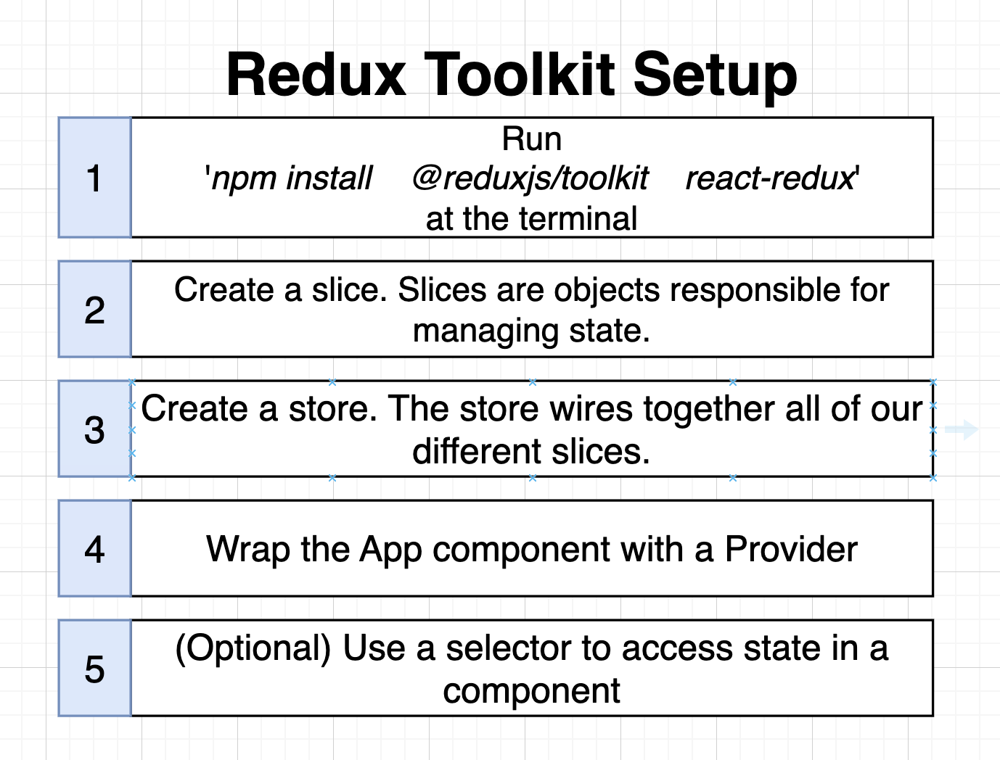 Redux Toolkit Setup
1
Run
'npm install @reduxjs/toolkit react-redux'
at the terminal
2
Create a slice. Slices are objects responsible for
managing state.
3
Create a store. The store wires together all of our
different slices.
4
Wrap the App component with a Provider
5
(Optional) Use a selector to access state in a
component